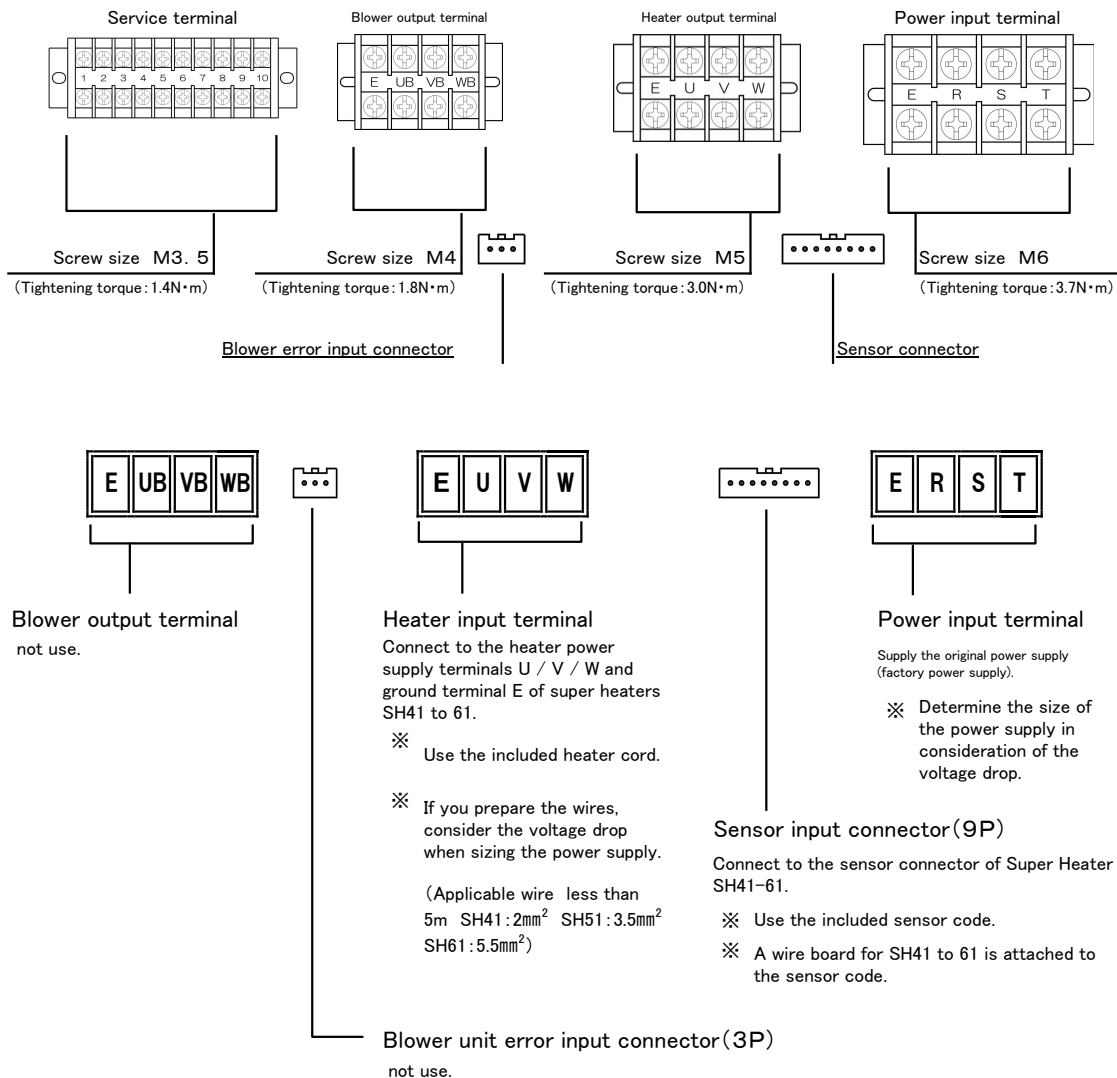 Service terminal
Blower output terminal
Heater output terminal
Power input terminal
1 2 3 4 5 6 7 8 9 10
E UB VB WB
E U V W
E R S T
Screw size M3. 5
(Tightening torque:1.4N・m)
Screw size M4
(Tightening torque:1.8N・m)
Screw size M5
(Tightening torque:3.0N・m)
Screw size M6
(Tightening torque:3.7N・m)
Blower error input connector
Sensor connector
E UB VB WB
E U V W
E R S T
Blower output terminal
not use.
Heater input terminal
Connect to the heater power
supply terminals U / V / W and
ground terminal E of super heaters
SH41 to 61.
※ Use the included heater cord.
※ If you prepare the wires,
consider the voltage drop
when sizing the power supply.
(Applicable wire less than
5m SH41:2mm² SH51:3.5mm²
SH61:5.5mm²)
Power input terminal
Supply the original power supply
(factory power supply).
※ Determine the size of
the power supply in
consideration of the
voltage drop.
Sensor input connector(9P)
Connect to the sensor connector of Super Heater
SH41-61.
※ Use the included sensor code.
※ A wire board for SH41 to 61 is attached to
the sensor code.
Blower unit error input connector(3P)
not use.